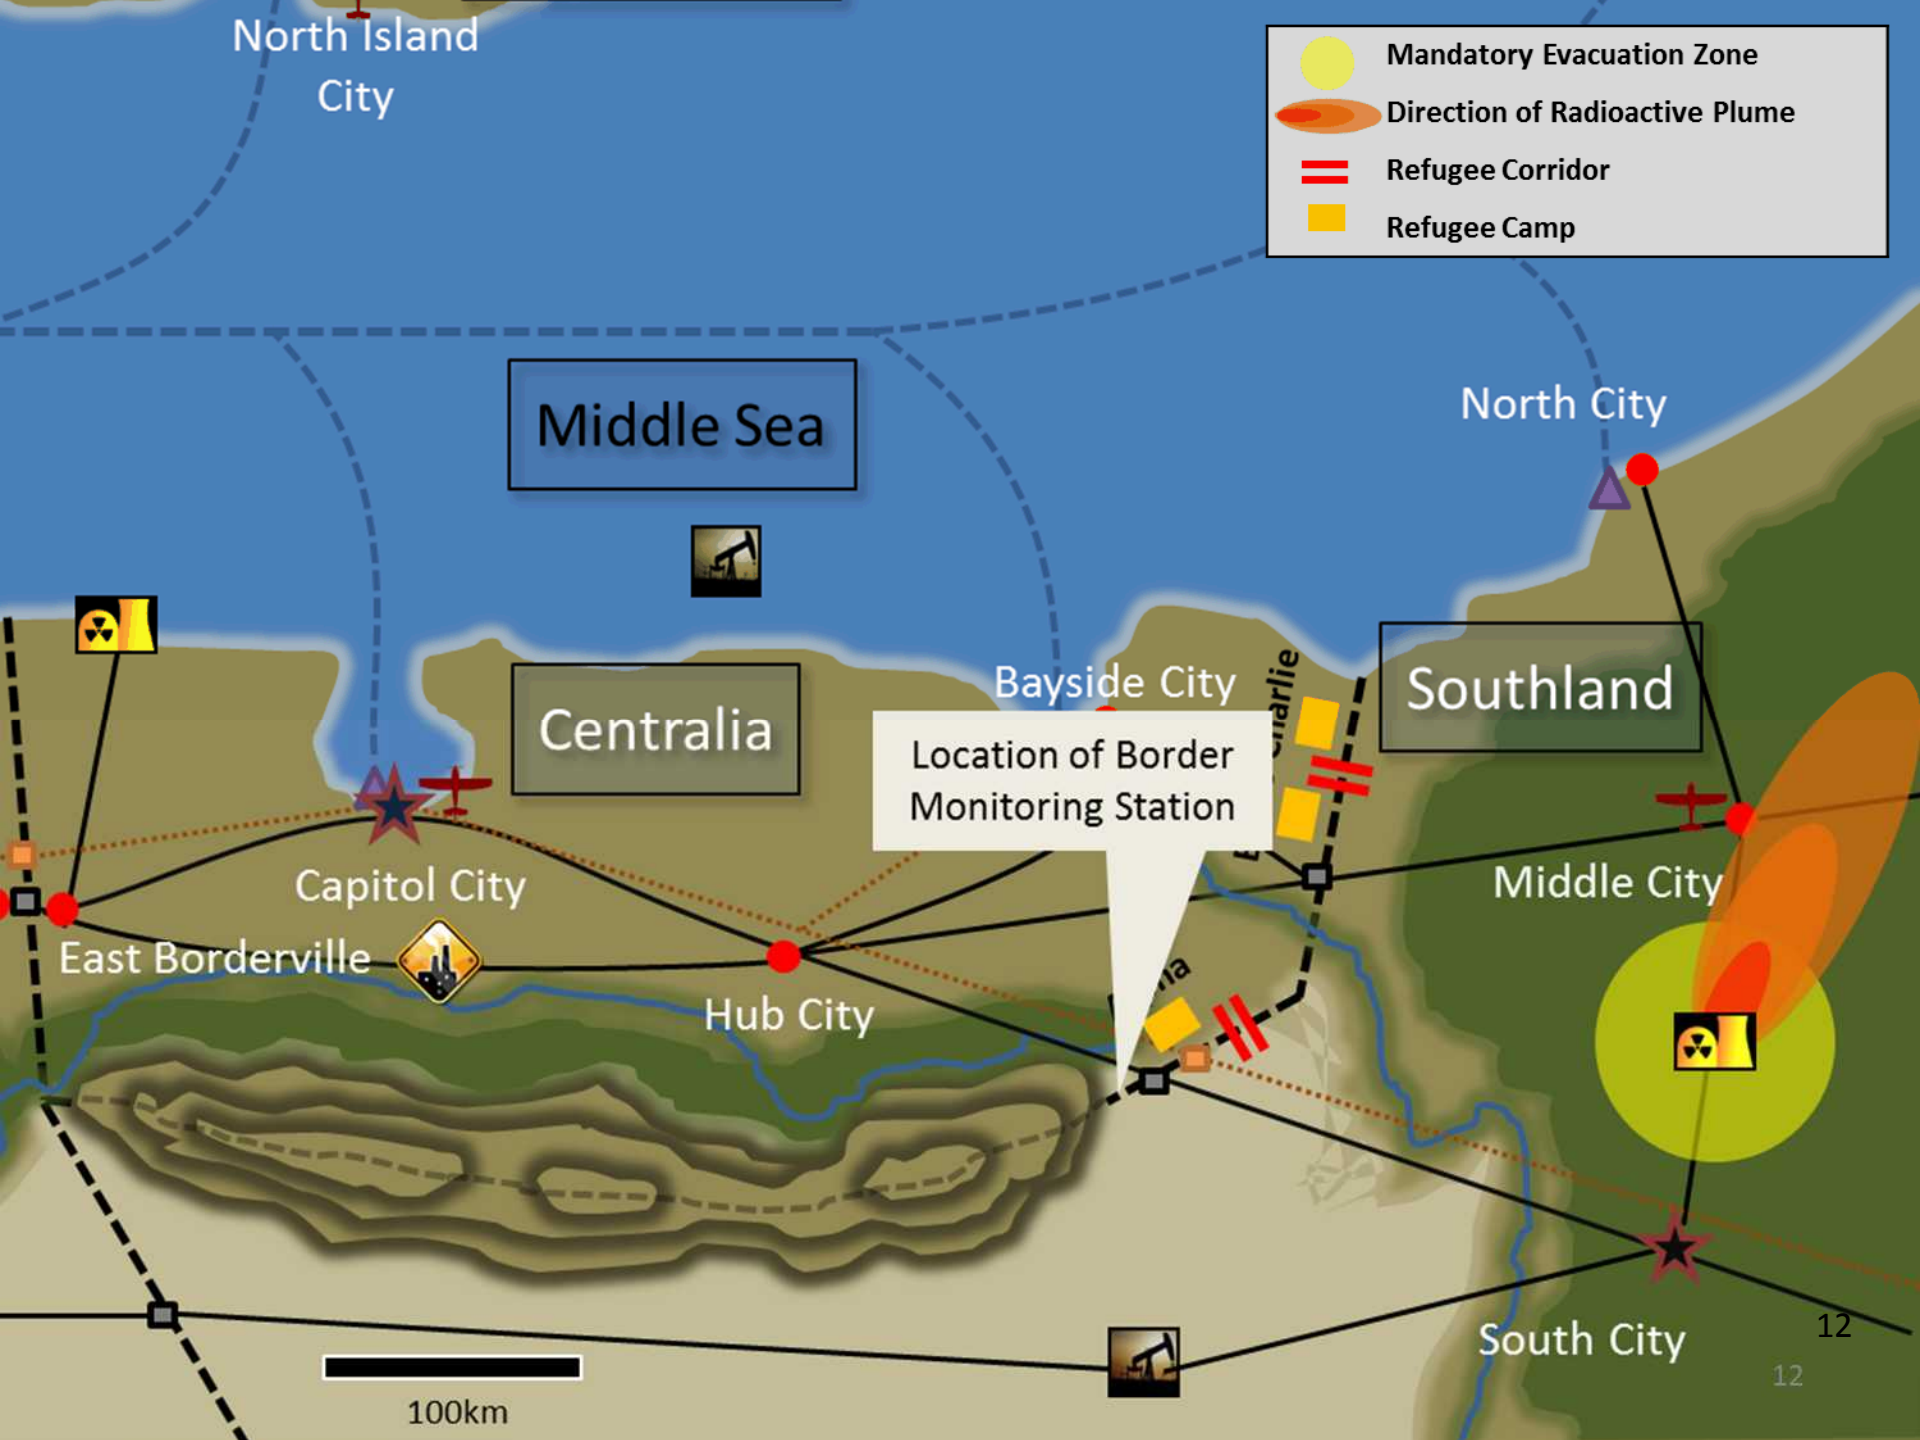 North Island
City
Mandatory Evacuation Zone
Direction of Radioactive Plume
Refugee Corridor
Refugee Camp
Middle Sea
North City
Bayside City
Southland
Centralia
Location of Border
Monitoring Station
Capitol City
Middle City
East Borderville
Hub City
South City
12
12
100km